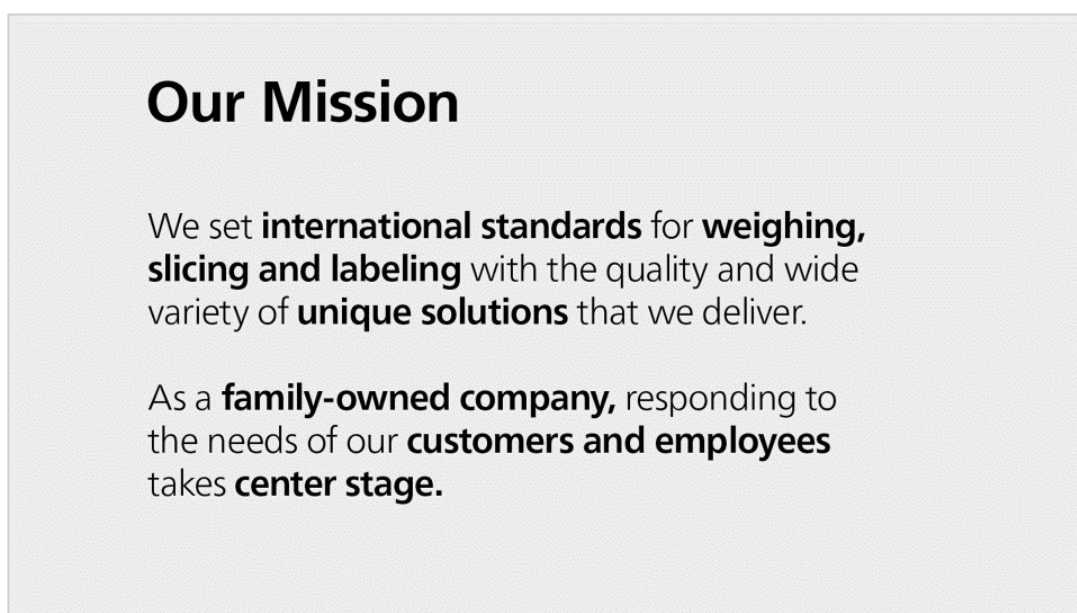 Our Mission
We set international standards for weighing,
slicing and labeling with the quality and wide
variety of unique solutions that we deliver.
As a family-owned company, responding to
the needs of our customers and employees
takes center stage.